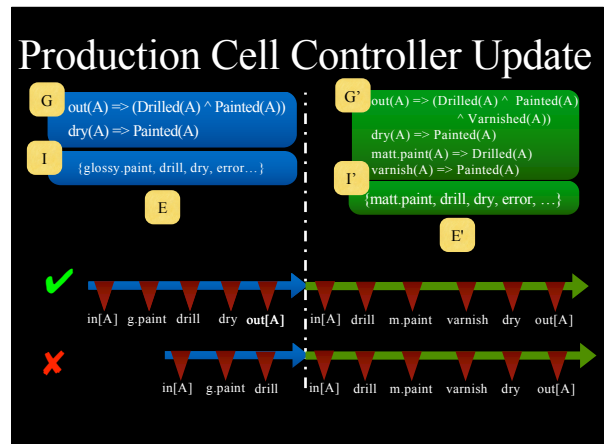 Production Cell Controller Update
G
out(A) => (Drilled(A) ^ Painted(A))
dry(A) => Painted(A)
I
{glossy.paint, drill, dry, error…}
E
G’
out(A) => (Drilled(A) ^ Painted(A)
^ Varnished(A))
dry(A) => Painted(A)
matt.paint(A) => Drilled(A)
varnish(A) => Painted(A)
I’
{matt.paint, drill, dry, error, …}
E'
✔
in[A] g.paint drill dry out[A] in[A] drill m.paint varnish dry out[A]
✘
in[A] g.paint drill in[A] drill m.paint varnish dry out[A]